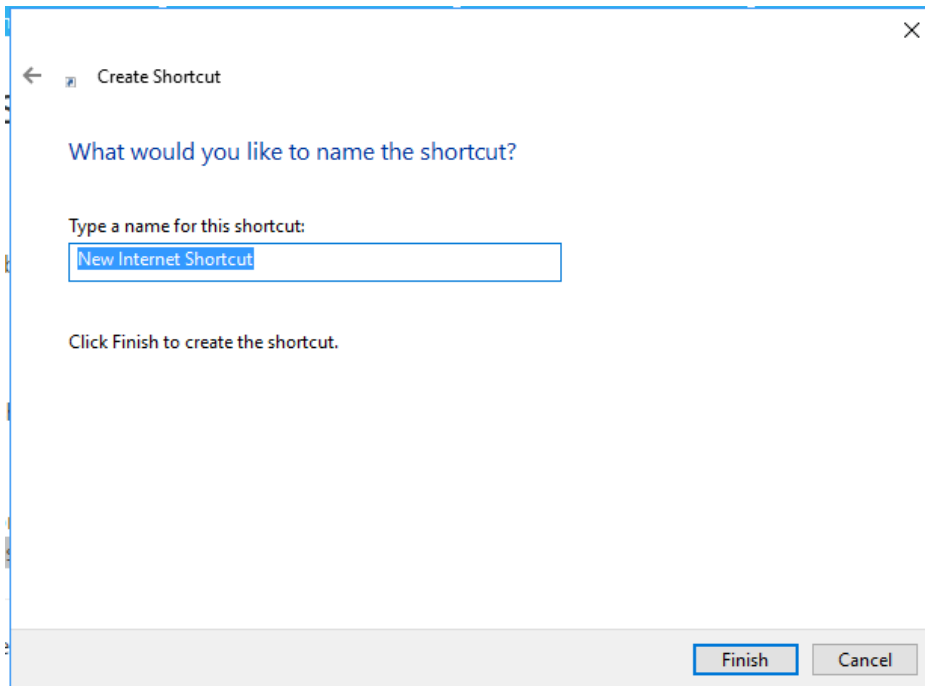 Create Shortcut
What would you like to name the shortcut?
Type a name for this shortcut:
New Internet Shortcut
Click Finish to create the shortcut.
Finish
Cancel